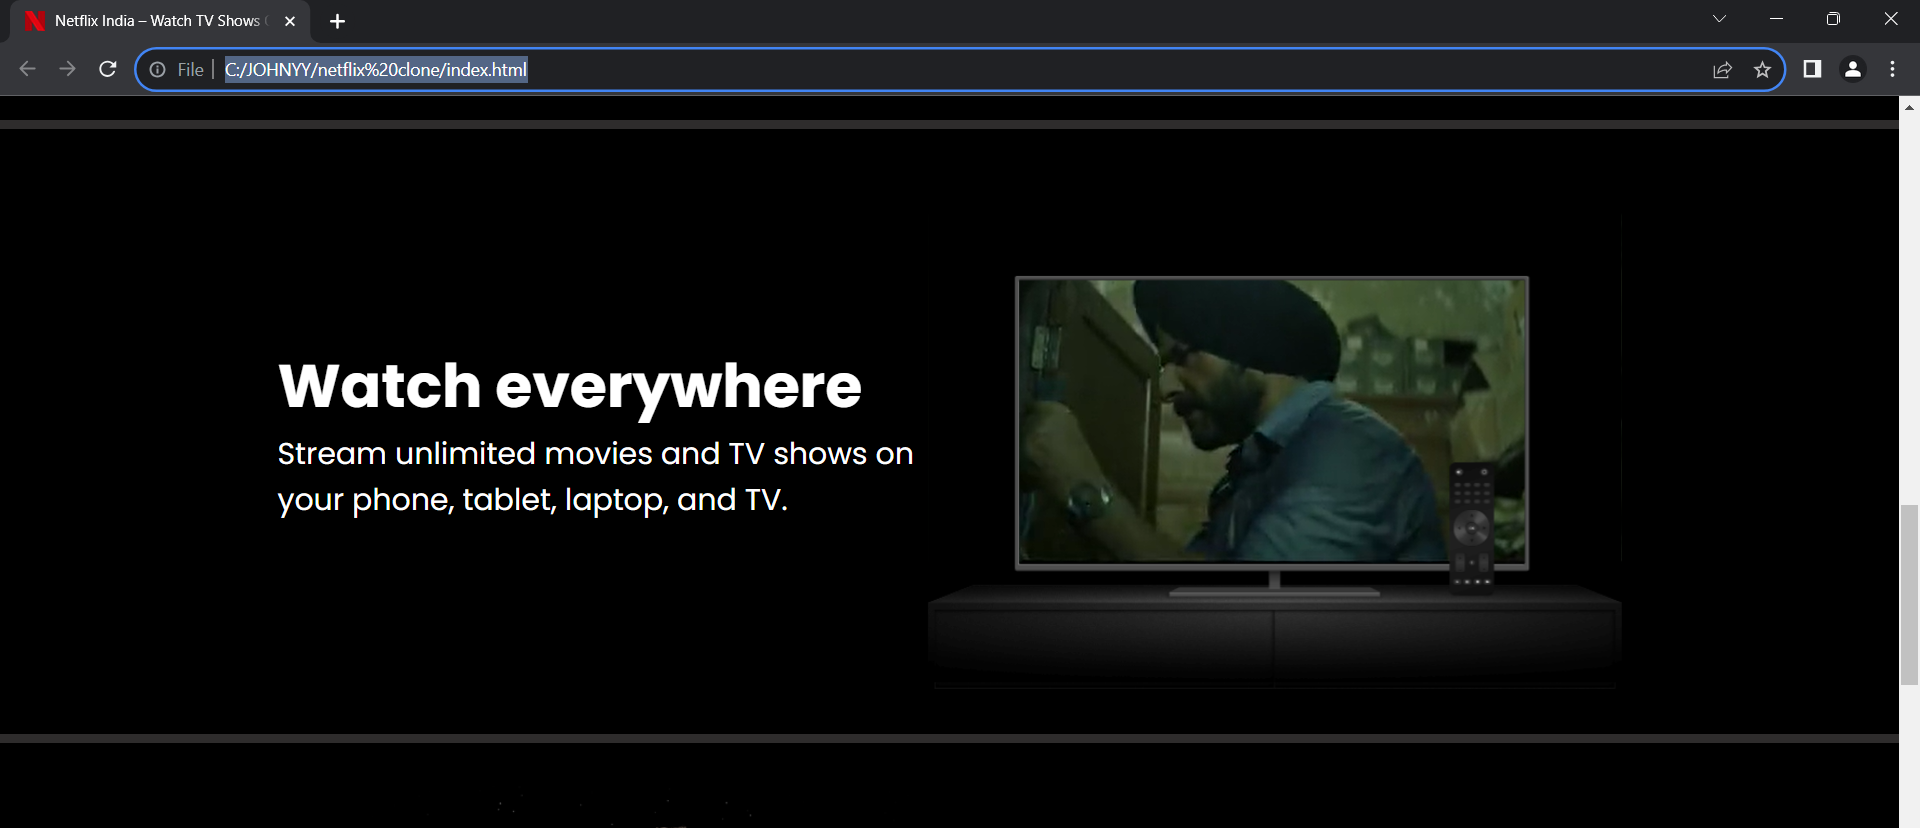 Netflix India – Watch TV Shows
File
C:/JOHNYY/netflix%20clone/index.html
Watch everywhere
Stream unlimited movies and TV shows on
your phone, tablet, laptop, and TV.